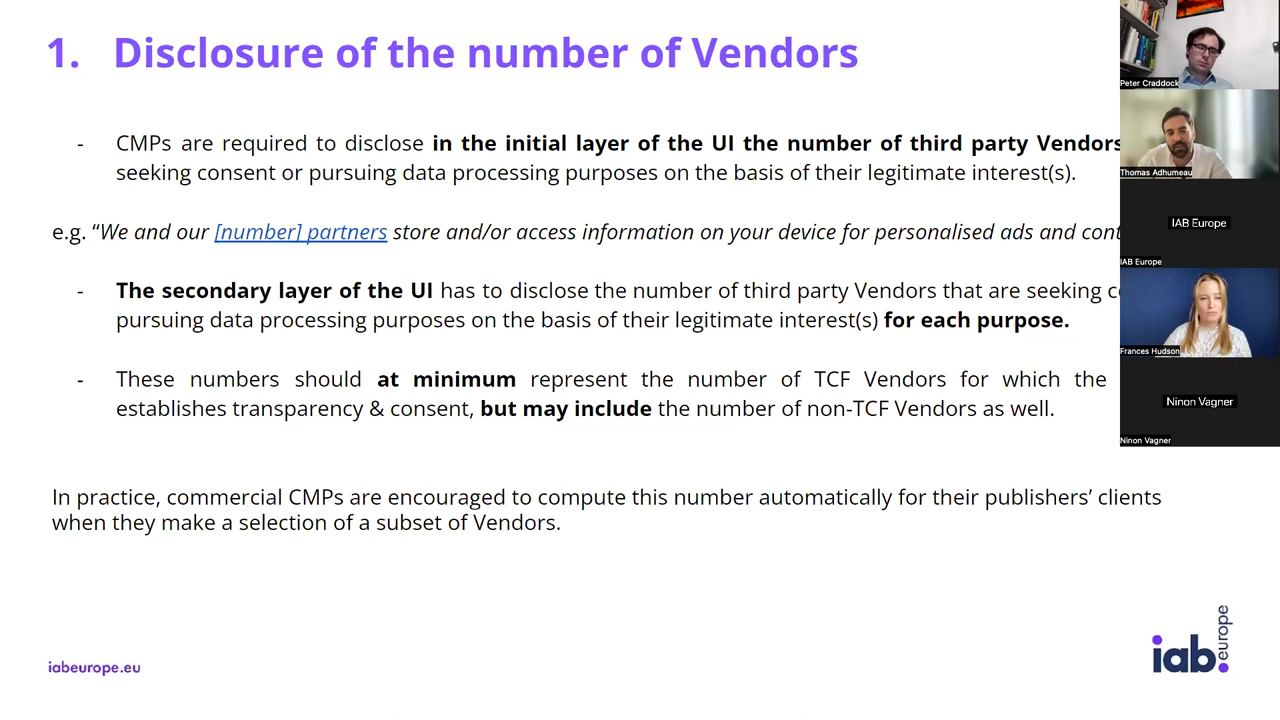 1. Disclosure of the number of Vendors
- CMPs are required to disclose in the initial layer of the UI the number of third party Vendors
seeking consent or pursuing data processing purposes on the basis of their legitimate interest(s).
e.g. “We and our [number] partners store and/or access information on your device for personalised ads and
- The secondary layer of the UI has to disclose the number of third party Vendors that are seeking
pursuing data processing purposes on the basis of their legitimate interest(s) for each purpose.
- These numbers should at minimum represent the number of TCF Vendors for which the
establishes transparency & consent, but may include the number of non-TCF Vendors as well.
In practice, commercial CMPs are encouraged to compute this number automatically for their publishers’ clients
when they make a selection of a subset of Vendors.
iabeurope.eu
iab europe
Peter Craddock
Thomas Adhumeau
IAB Europe
IAB Europe
Frances Hudson
Ninon Vagner
Ninon Vagner